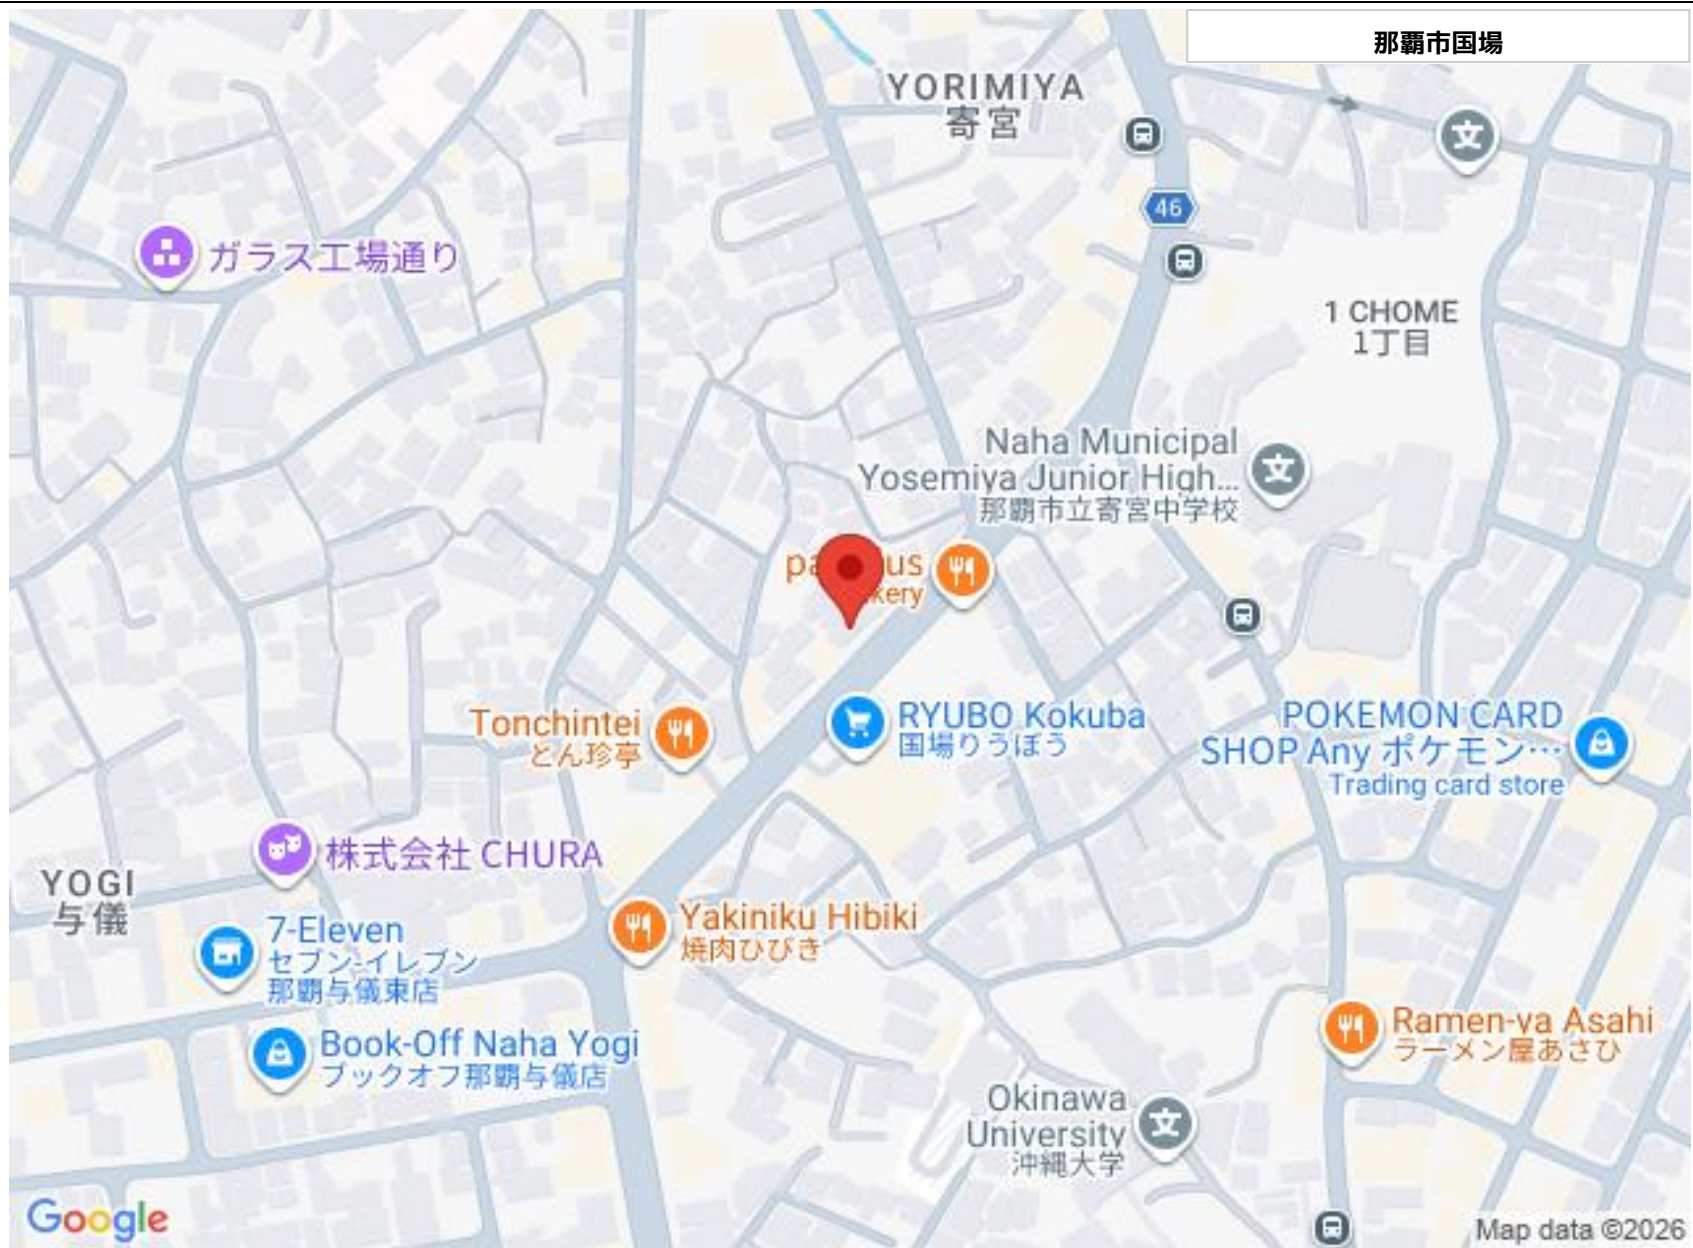 那覇市国場
YORIMIYA
寄宮
46
ガラス工場通り
1 CHOME
1丁目
Naha Municipal
Yosemiya Junior High...
那覇市立寄宮中学校
Tonchintei
とん珍亭
RYUBO Kokuba
国場りうぼう
POKEMON CARD
SHOP Any ポケモン…
Trading card store
株式会社 CHURA
YOGI
与儀
7-Eleven
セブン-イレブン
那覇与儀東店
Yakiniku Hibiki
焼肉ひびき
Book-Off Naha Yogi
ブックオフ那覇与儀店
Ramen-ya Asahi
ラーメン屋あさひ
Okinawa
University
沖縄大学
Google
Map data ©2026